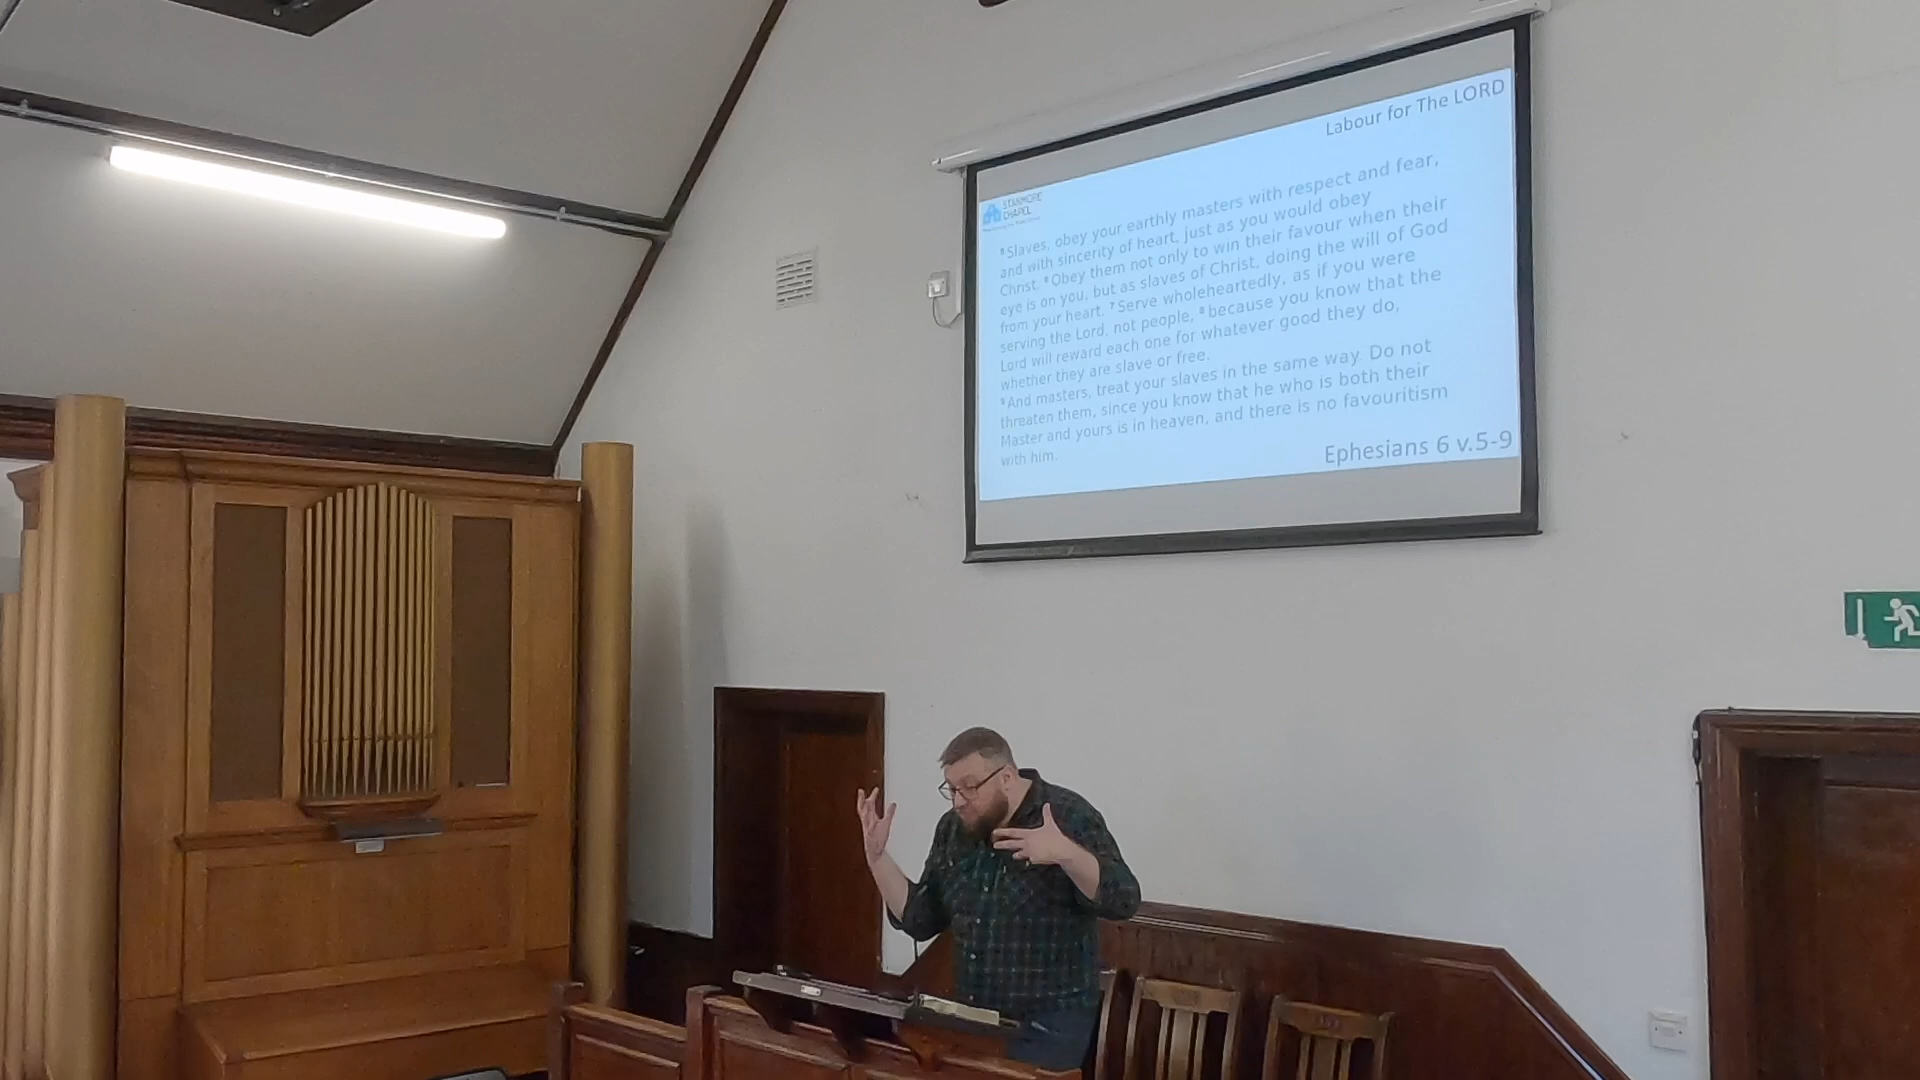 Labour for The LORD
STANMORE
CHAPEL
⁵Slaves, obey your earthly masters with respect and fear,
and with sincerity of heart, just as you would obey
Christ. ⁶Obey them not only to win their favour when their
eye is on you, but as slaves of Christ, doing the will of God
from your heart. ⁷Serve wholeheartedly, as if you were
serving the Lord, not people, ⁸because you know that the
Lord will reward each one for whatever good they do,
whether they are slave or free.
⁹And masters, treat your slaves in the same way. Do not
threaten them, since you know that he who is both their
Master and yours is in heaven, and there is no favouritism
with him.
Ephesians 6 v.5-9